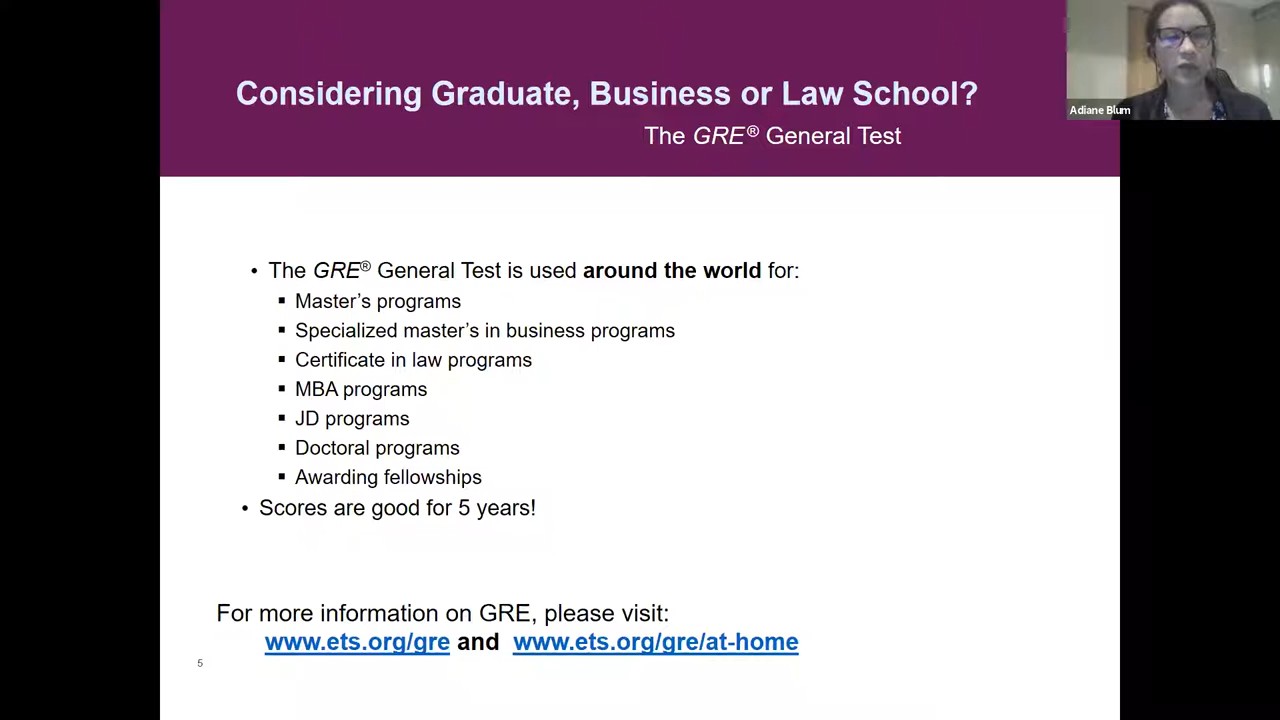 Considering Graduate, Business or Law School?
The GRE® General Test
Adiane Blum
• The GRE® General Test is used around the world for:
▪ Master’s programs
▪ Specialized master’s in business programs
▪ Certificate in law programs
▪ MBA programs
▪ JD programs
▪ Doctoral programs
▪ Awarding fellowships
• Scores are good for 5 years!
For more information on GRE, please visit:
www.ets.org/gre and www.ets.org/gre/at-home
5